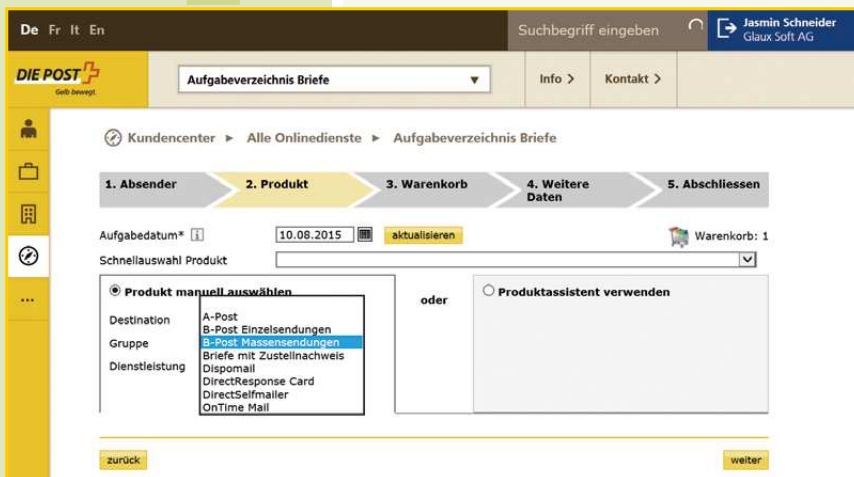 De Fr It En
Suchbegriff eingeben
Jasmin Schneider
Glaux Soft AG
DIE POST
Gelb bewegt.
Aufgabeverzeichnis Briefe
Info >
Kontakt >
Kundencenter ► Alle Onlinedienste ► Aufgabeverzeichnis Briefe
1. Absender
2. Produkt
3. Warenkorb
4. Weitere
Daten
5. Abschliessen
Aufgabedatum* i
10.08.2015
aktualisieren
Warenkorb: 1
Schnellauswahl Produkt
Produkt manuell auswählen
oder
Produktassistent verwenden
Destination
Gruppe
Dienstleistung
A-Post
B-Post Einzelsendungen
B-Post Massensendungen
Briefe mit Zustellnachweis
Dispomail
DirectResponse Card
DirectSelfmailer
OnTime Mail
zurück
weiter